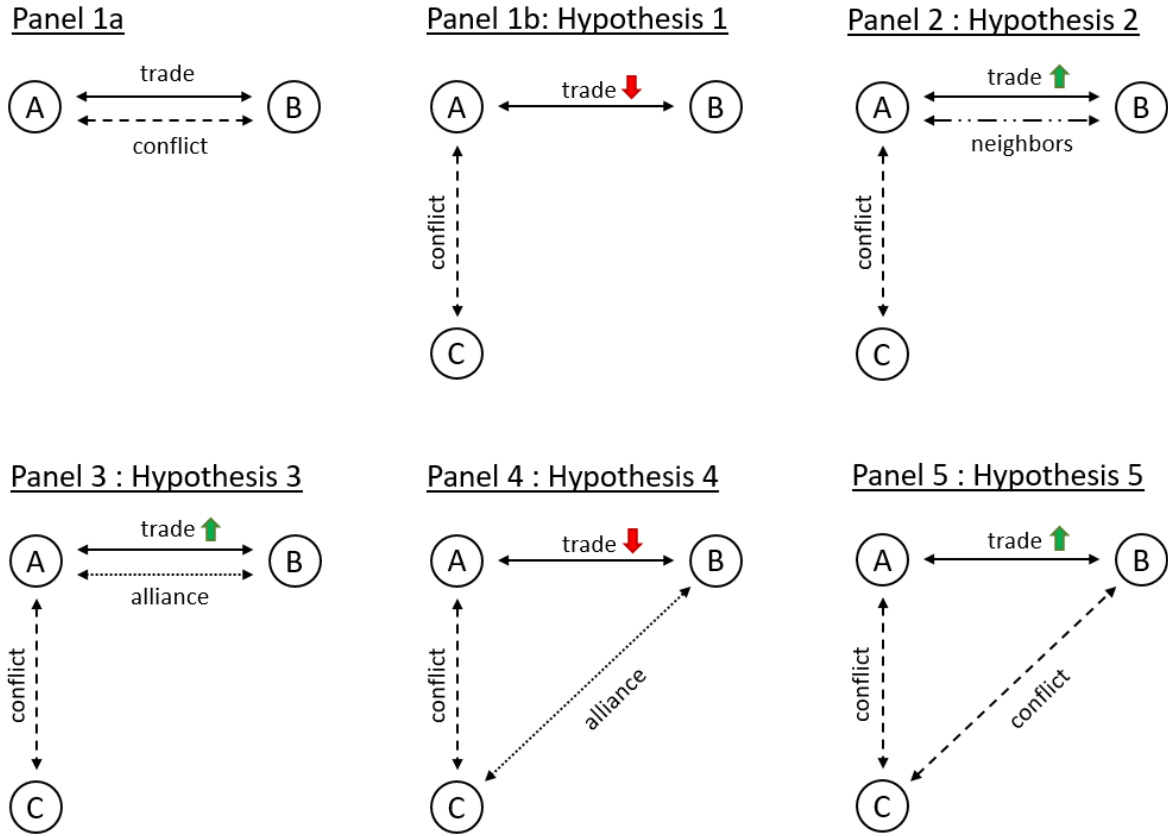 Panel 1a
trade
A
B
conflict
Panel 1b: Hypothesis 1
trade
A
B
conflict
C
Panel 2 : Hypothesis 2
trade
A
B
neighbors
conflict
C
Panel 3 : Hypothesis 3
trade
A
B
alliance
conflict
C
Panel 4 : Hypothesis 4
trade
A
B
conflict
alliance
C
Panel 5 : Hypothesis 5
trade
A
B
conflict
conflict
C